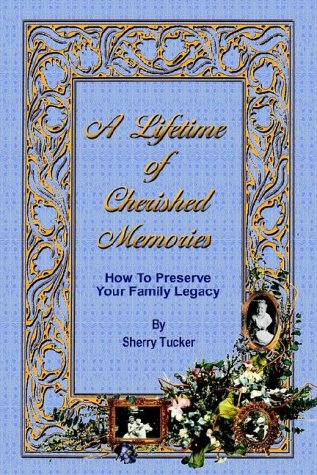 A Lifetime
of
Cherished
Memories
How To Preserve
Your Family Legacy
By
Sherry Tucker